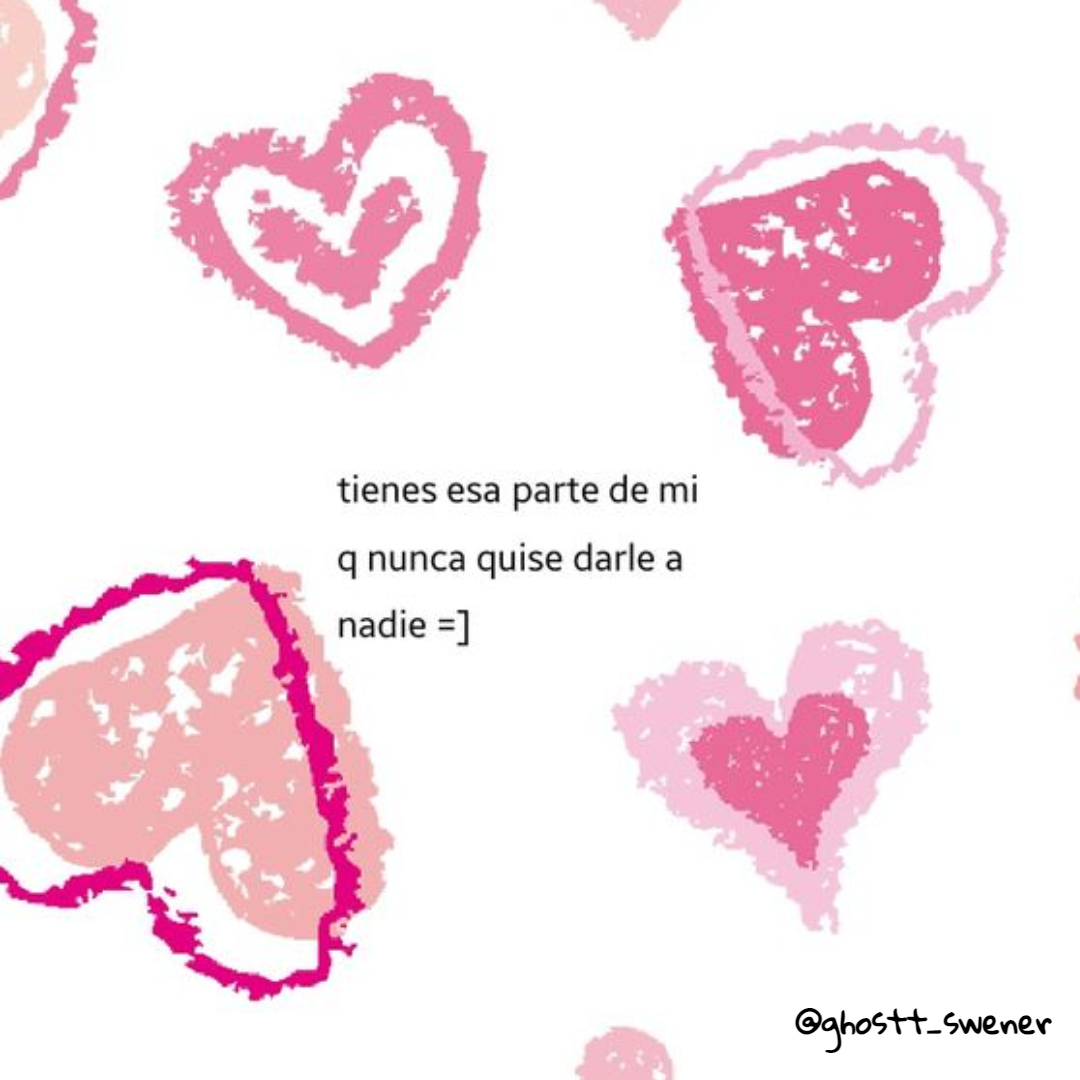 tienes esa parte de mi
q nunca quise darle a
nadie =]
@ghostt_swener